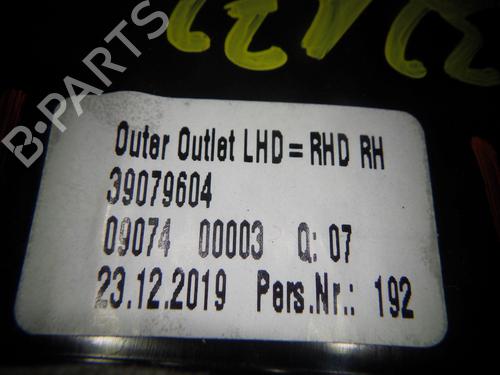 B-PARTS
Outer Outlet LHD = RHD RH
39079604
09074 00003 Q: 07
23.12.2019 Pers.Nr.: 192